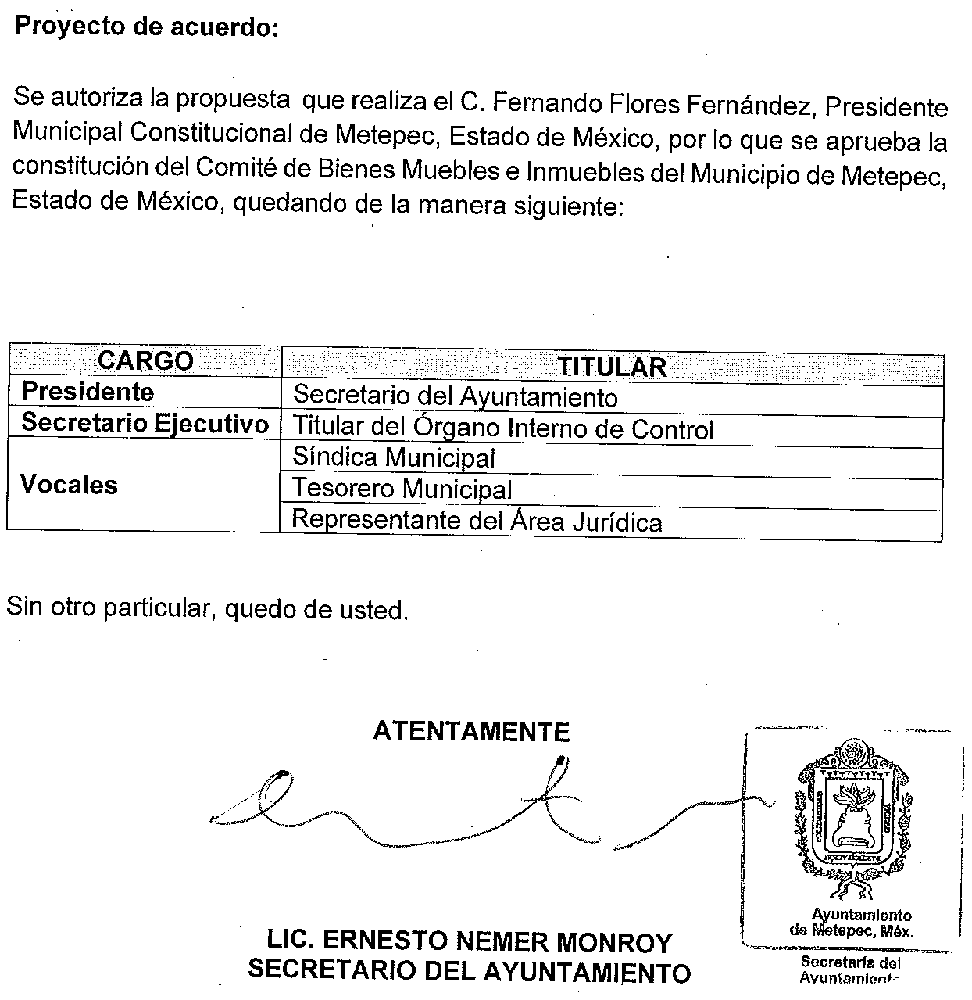 Proyecto de acuerdo:
Se autoriza la propuesta que realiza el C. Fernando Flores Fernández, Presidente
Municipal Constitucional de Metepec, Estado de México, por lo que se aprueba la
constitución del Comité de Bienes Muebles e Inmuebles del Municipio de Metepec,
Estado de México, quedando de la manera siguiente:
CARGO TITULAR
Presidente Secretario del Ayuntamiento
Secretario Ejecutivo Titular del Órgano Interno de Control
Síndica Municipal
Vocales Tesorero Municipal
Representante del Área Jurídica
Sin otro particular, quedo de usted.
ATENTAMENTE
SOLIDARIDAD
Ayuntamiento
de Metepec, Méx.
LIC. ERNESTO NEMER MONROY
SECRETARIO DEL AYUNTAMIENTO
Secretaría del
Ayuntamiento